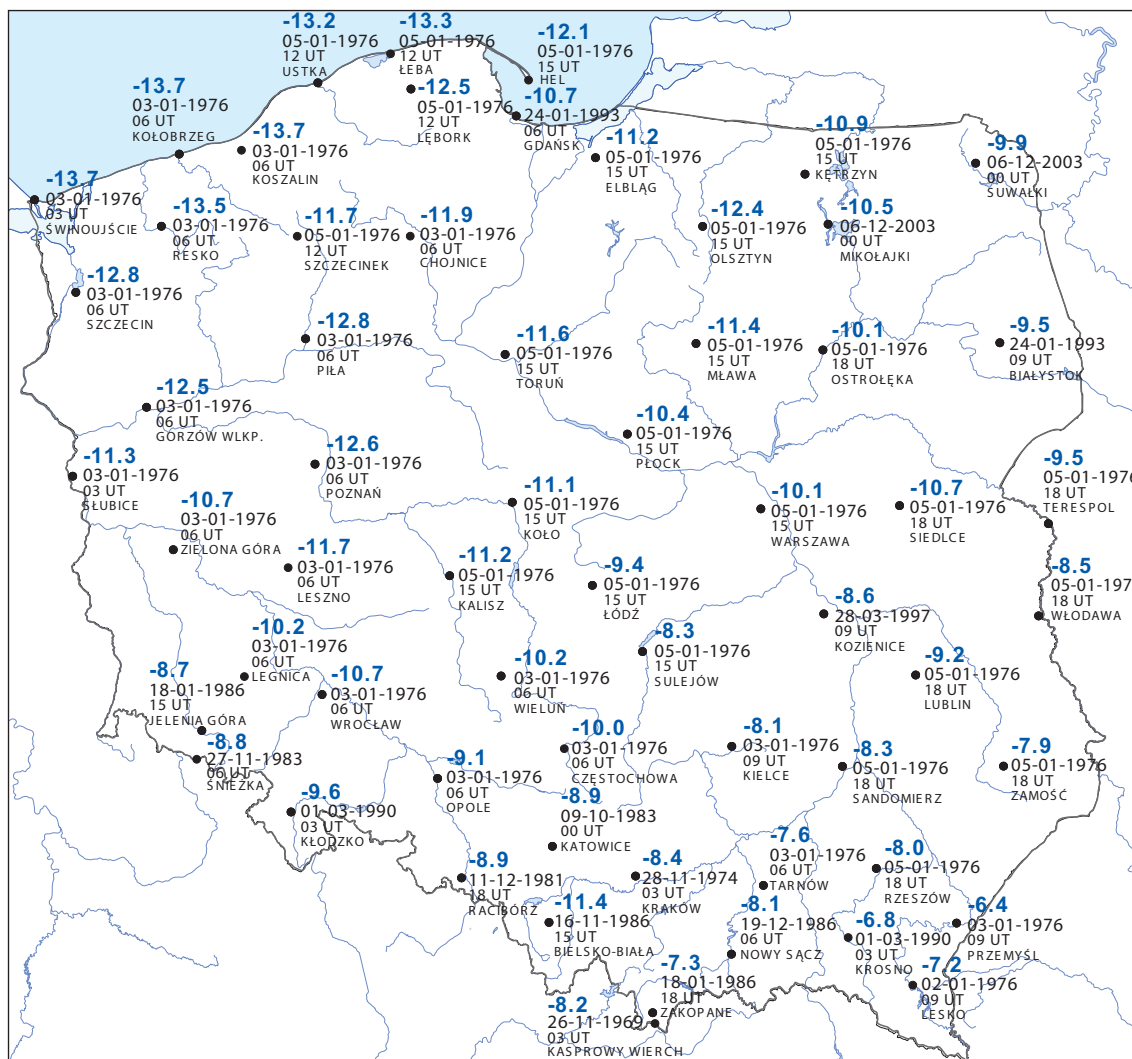 -13.2
05-01-1976
12 UT
USTKA
-13.3
05-01-1976
12 UT
ŁEBA
-12.1
05-01-1976
15 UT
HEL
-13.7
03-01-1976
06 UT
KOŁOBRZEG
-12.5
05-01-1976
12 UT
LĘBORK
-10.7
24-01-1993
06 UT
GDAŃSK
-13.7
03-01-1976
06 UT
KOSZALIN
-11.2
05-01-1976
15 UT
ELBLĄG
-10.9
05-01-1976
15 UT
KĘTRZYN
-9.9
06-12-2003
00 UT
SUWAŁKI
-13.7
03-01-1976
03 UT
ŚWINOUJŚCIE
-13.5
03-01-1976
06 UT
RESKO
-11.7
05-01-1976
12 UT
SZCZECINEK
-11.9
03-01-1976
06 UT
CHOJNICE
-12.4
05-01-1976
15 UT
OLSZTYN
-10.5
06-12-2003
00 UT
MIKOŁAJKI
-12.8
03-01-1976
06 UT
SZCZECIN
-12.8
03-01-1976
06 UT
PIŁA
-11.6
05-01-1976
15 UT
TORUŃ
-11.4
05-01-1976
15 UT
MŁAWA
-10.1
05-01-1976
18 UT
OSTROŁĘKA
-9.5
24-01-1993
09 UT
BIAŁYSTOK
-12.5
03-01-1976
06 UT
GORZÓW WLKP.
-10.4
05-01-1976
15 UT
PŁOCK
-11.3
03-01-1976
03 UT
SŁUBICE
-12.6
03-01-1976
06 UT
POZNAŃ
-11.1
05-01-1976
15 UT
KOŁO
-10.1
05-01-1976
15 UT
WARSZAWA
-10.7
05-01-1976
18 UT
SIEDLCE
-9.5
05-01-1976
18 UT
TERESPOL
-10.7
03-01-1976
06 UT
ZIELONA GÓRA
-11.7
03-01-1976
06 UT
LESZNO
-11.2
05-01-1976
15 UT
KALISZ
-9.4
05-01-1976
15 UT
ŁÓDŹ
-8.6
28-03-1997
09 UT
KOZIENICE
-8.5
05-01-197
18 UT
WŁODAWA
-10.2
03-01-1976
06 UT
LEGNICA
-8.3
05-01-1976
15 UT
SULEJÓW
-9.2
05-01-1976
18 UT
LUBLIN
-8.7
18-01-1986
15 UT
JELENIA GÓRA
-10.7
03-01-1976
06 UT
WROCŁAW
-10.2
03-01-1976
06 UT
WIELUŃ
-8.8
27-11-1983
06 UT
ŚNIEŻKA
-9.1
03-01-1976
06 UT
OPOLE
-10.0
03-01-1976
06 UT
CZĘSTOCHOWA
-8.1
03-01-1976
09 UT
KIELCE
-8.3
05-01-1976
18 UT
SANDOMIERZ
-7.9
05-01-1976
18 UT
ZAMOŚĆ
-9.6
01-03-1990
03 UT
KŁODZKO
-8.9
09-10-1983
00 UT
KATOWICE
-8.9
11-12-1981
18 UT
RACIBÓRZ
-8.4
28-11-1974
03 UT
KRAKÓW
-7.6
03-01-1976
06 UT
TARNÓW
-8.0
05-01-1976
18 UT
RZESZÓW
-11.4
16-11-1986
15 UT
BIELSKO-BIAŁA
-8.1
19-12-1986
06 UT
NOWY SĄCZ
-6.8
01-03-1990
03 UT
KROSNO
-6.4
03-01-1976
09 UT
PRZEMYŚL
-7.3
18-01-1986
18 UT
ZAKOPANE
-7.2
02-01-1976
09 UT
LESKO
-8.2
26-11-1969
03 UT
KASPROWY WIERCH